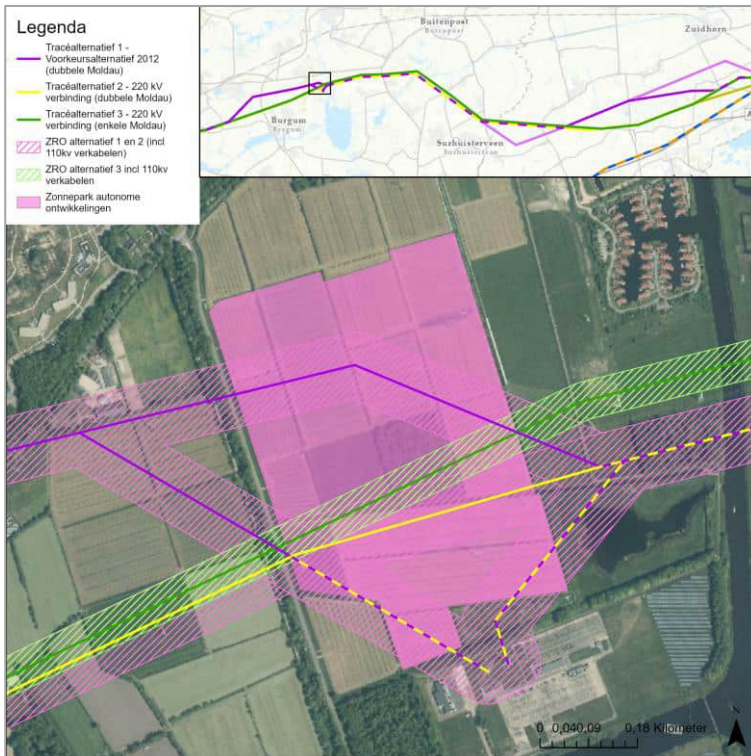 Legenda
Tracéalternatief 1 -
Voorkeursalternatief 2012
(dubbele Moldau)
Tracéalternatief 2 - 220 kV
verbinding (dubbele Moldau)
Tracéalternatief 3 - 220 kV
verbinding (enkele Moldau)
ZRO alternatief 1 en 2 (incl
110kv verkabelen)
ZRO alternatief 3 incl 110kv
verkabelen
Zonnepark autonome
ontwikkelingen
Buitenpost
Buitenpost
Zuidhorn
Burgum
Bergum
Surhuisterveen
A
N
0 0,040,09 0,18 Kilometer